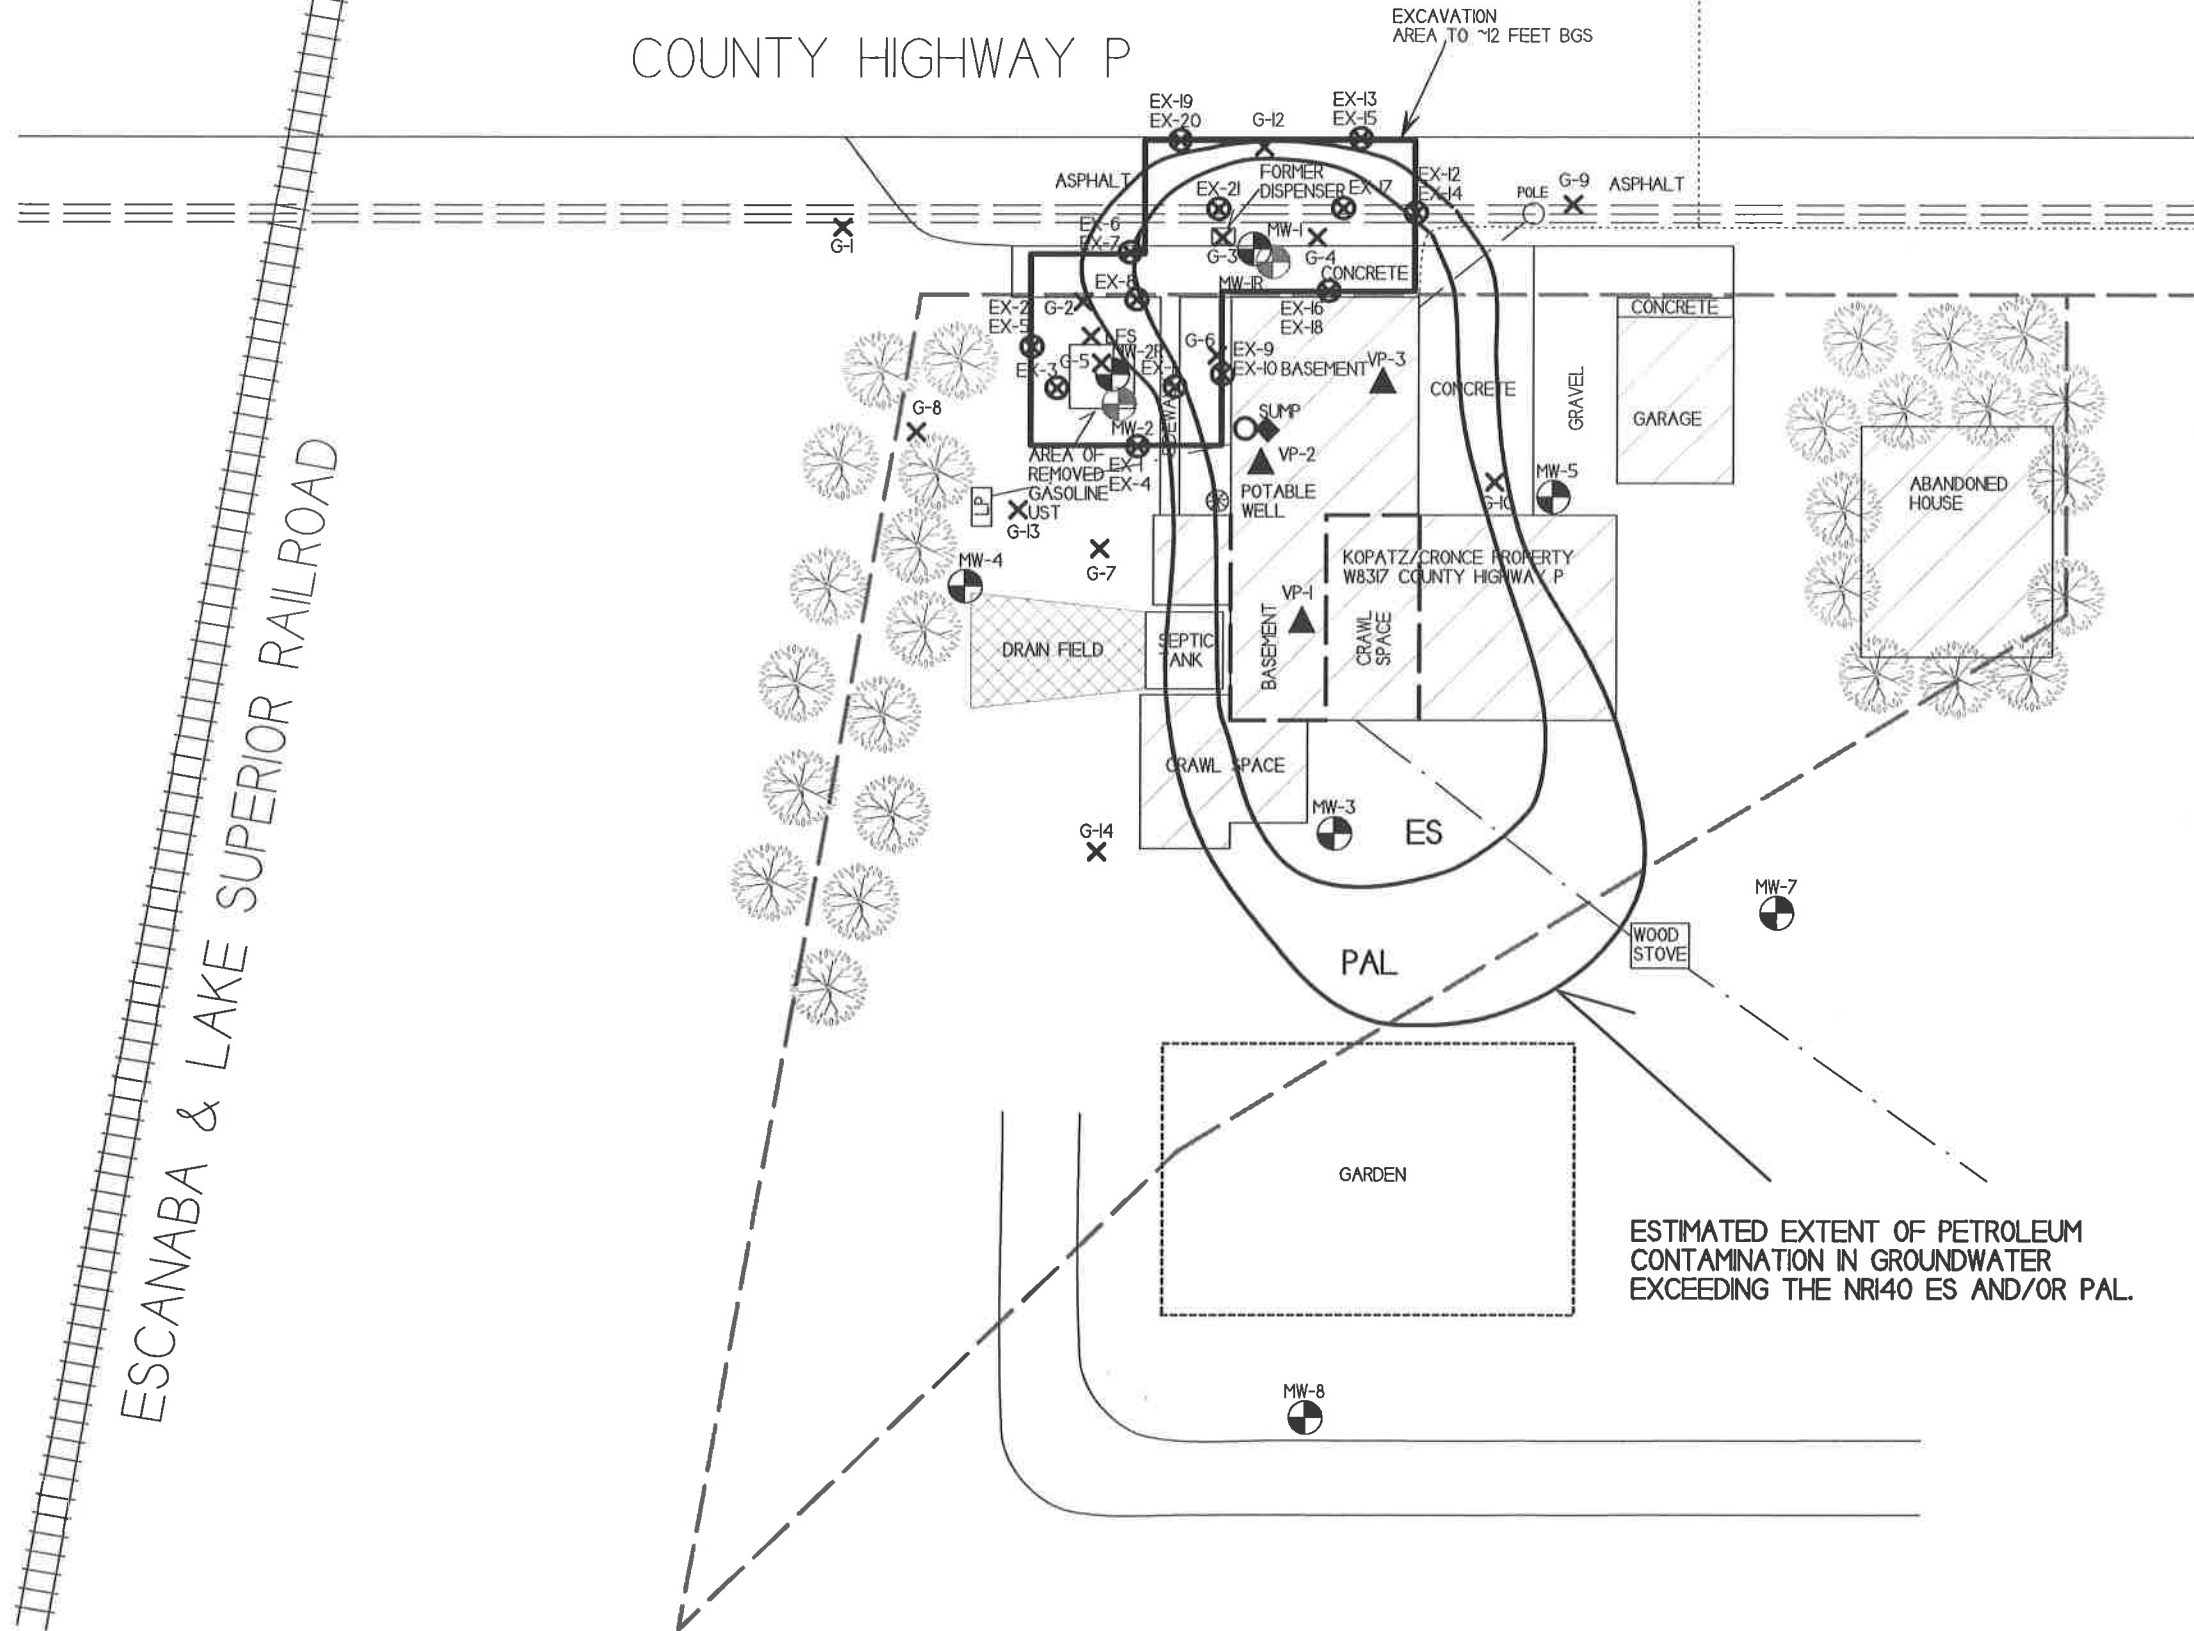 EXCAVATION
AREA TO ~12 FEET BGS
COUNTY HIGHWAY P
EX-19
EX-20
G-12
EX-13
EX-15
ASPHALT
FORMER
DISPENSER
EX-21
EX-17
EX-12
EX-14
POLE
G-9
ASPHALT
G-1
EX-6
EX-7
G-3
MW-1
G-4
CONCRETE
MW-1R
EX-8
EX-2
EX-5
G-2
EX-16
EX-18
CONCRETE
G-5
MW-2R
EX-3
G-6
EX-9
EX-10
BASEMENT
VP-3
CONCRETE
GRAVEL
GARAGE
G-8
SUMP
MW-2
VP-2
AREA OF
REMOVED
GASOLINE
UST
EX-1
EX-4
LP
G-13
POTABLE
WELL
G-10
MW-5
ABANDONED
HOUSE
MW-4
G-7
KOPATZ/CRONCE PROPERTY
W8317 COUNTY HIGHWAY P
VP-1
DRAIN FIELD
SEPTIC
TANK
BASEMENT
CRAWL
SPACE
CRAWL SPACE
MW-3
ES
G-14
MW-7
WOOD
STOVE
PAL
ESCANABA & LAKE SUPERIOR RAILROAD
GARDEN
ESTIMATED EXTENT OF PETROLEUM
CONTAMINATION IN GROUNDWATER
EXCEEDING THE NR140 ES AND/OR PAL.
MW-8